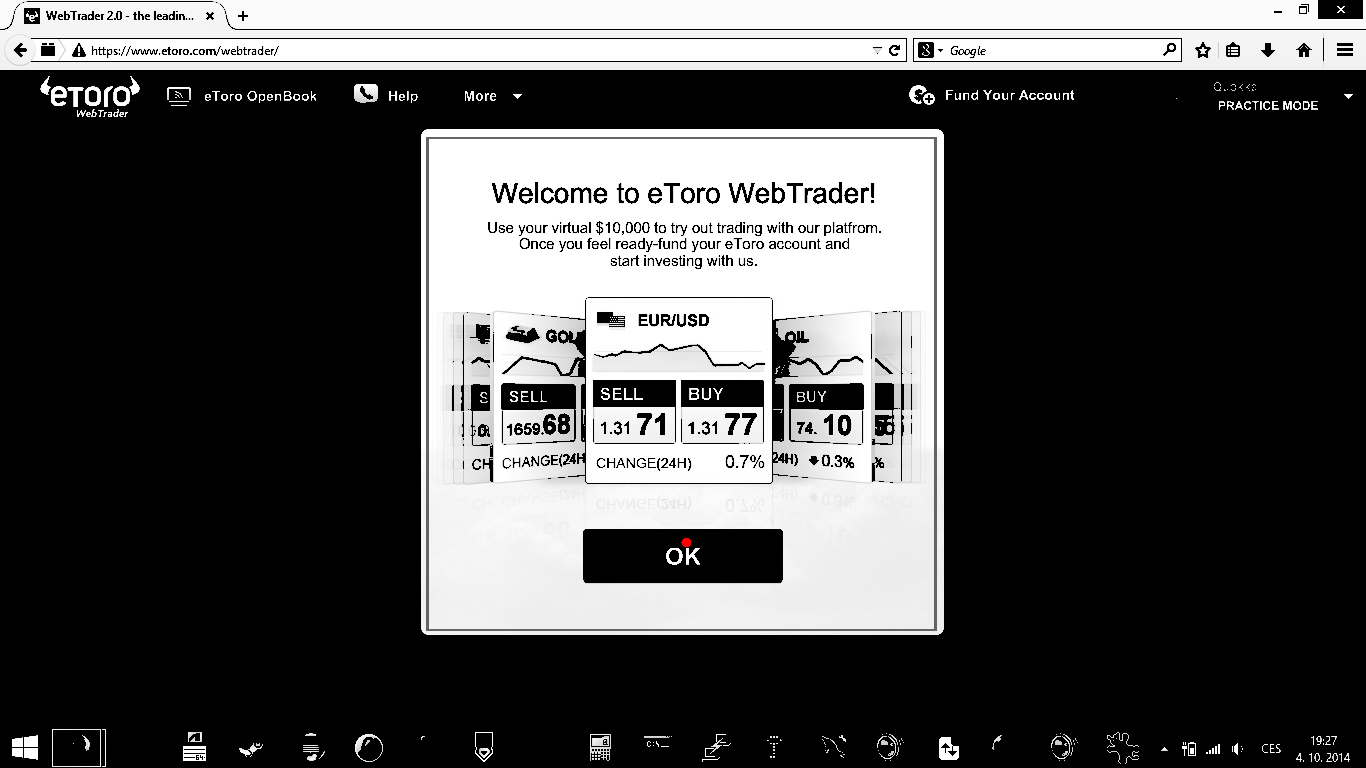 WebTrader 2.0 - the leadin...
https://www.etoro.com/webtrader/
Google
eToro
WebTrader
eToro OpenBook
Help
More
Fund Your Account
PRACTICE MODE
Welcome to eToro WebTrader!
Use your virtual $10,000 to try out trading with our platfrom.
Once you feel ready-fund your eToro account and
start investing with us.
EUR/USD
OIL
SELL
SELL
BUY
BUY
1659.68
1.31 71
1.31 77
74. 10
CHANGE(24H)
0.7%
0.3%
%
OK
C:\_
64
CES
19:27
4. 10. 2014